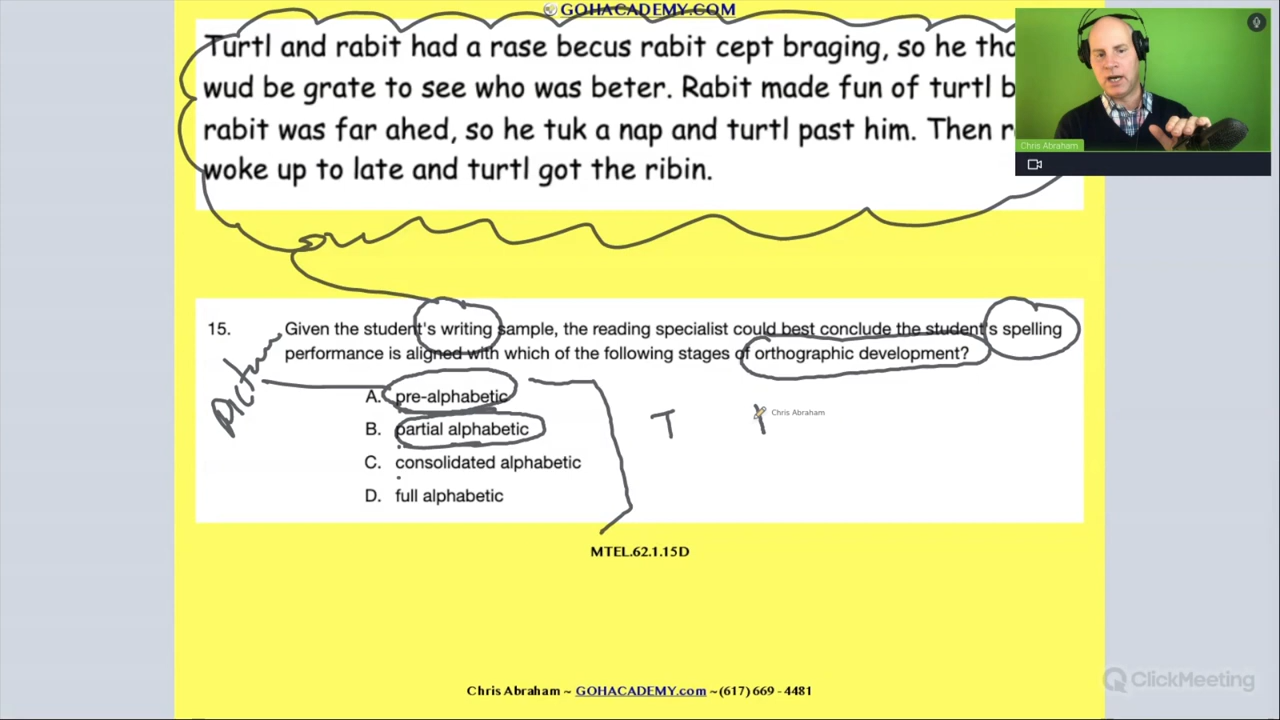 GOHACADEMY.COM
Turtl and rabit had a rase becus rabit cept braging, so he
wud be grate to see who was beter. Rabit made fun of turtl
rabit was far ahed, so he tuk a nap and turtl past him. Then
woke up to late and turtl got the ribin.
Chris Abraham
15. Given the student's writing sample, the reading specialist could best conclude the student's spelling
performance is aligned with which of the following stages of orthographic development?
Picture
A. pre-alphabetic
B. partial alphabetic
C. consolidated alphabetic
D. full alphabetic
T
Chris Abraham
MTEL.62.1.15D
Chris Abraham ~ GOHACADEMY.com ~(617) 669 - 4481
ClickMeeting